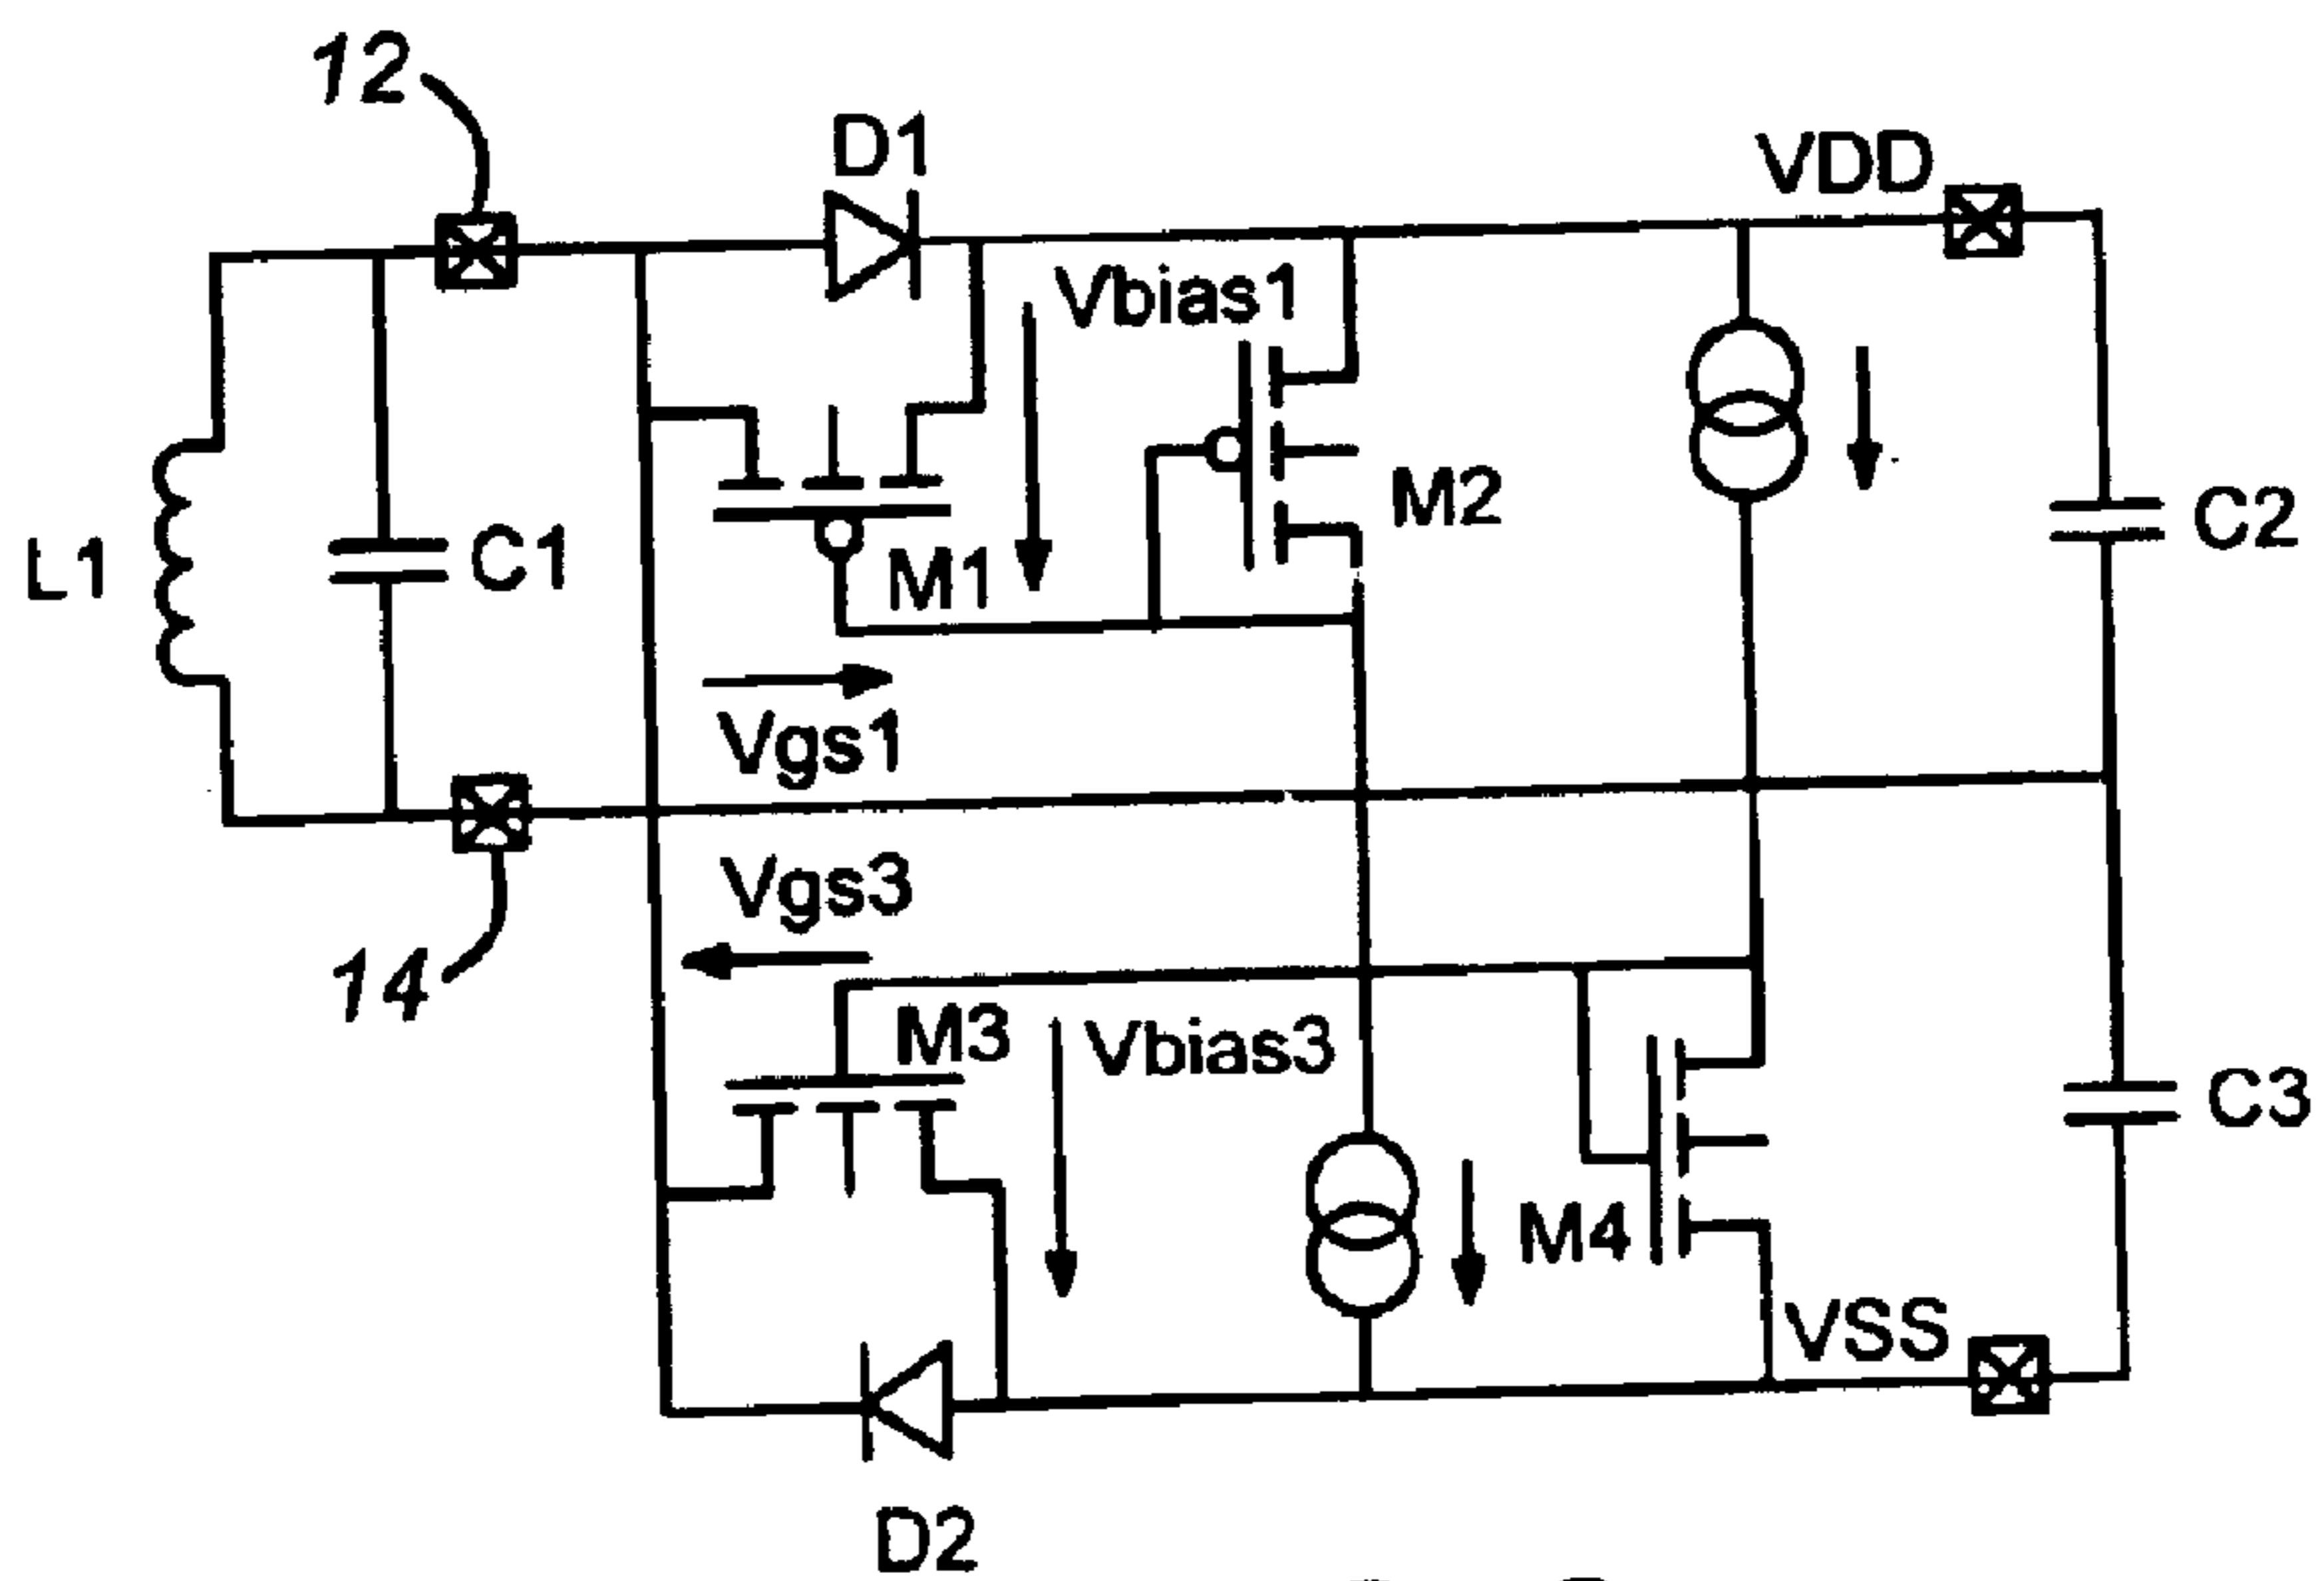 12
D1
VDD
Vbias1
M2
C2
L1
C1
M1
Vgs1
Vgs3
14
M3
Vbias3
C3
M4
VSS
D2